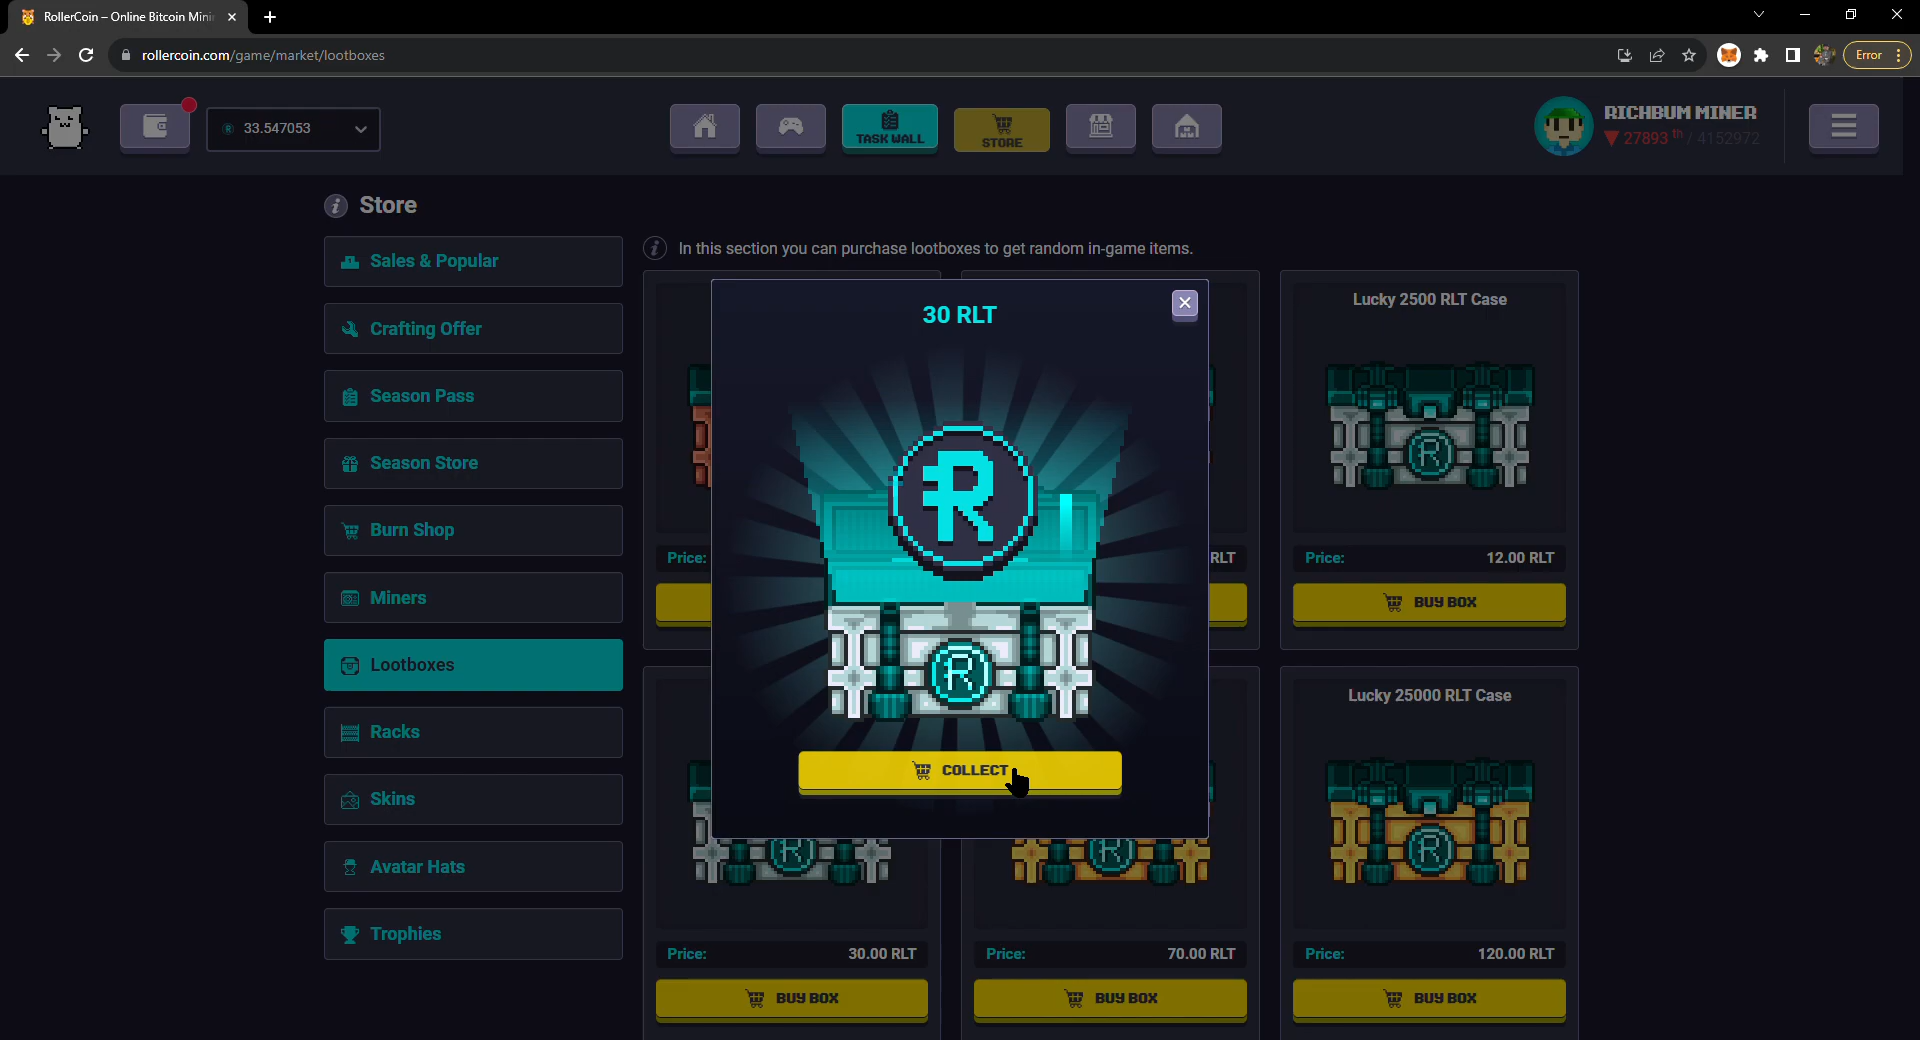 RollerCoin – Online Bitcoin Mini
rollercoin.com/game/market/lootboxes
Error
33.547053
TASK WALL
STORE
RICHBUM MINER
27893 th / 4152972
Store
Sales & Popular
Crafting Offer
Season Pass
Season Store
Burn Shop
Miners
Lootboxes
Racks
Skins
Avatar Hats
Trophies
In this section you can purchase lootboxes to get random in-game items.
30 RLT
COLLECT
Price:
RLT
Lucky 2500 RLT Case
Price: 12.00 RLT
BUY BOX
Price: 30.00 RLT
BUY BOX
Price: 70.00 RLT
BUY BOX
Lucky 25000 RLT Case
Price: 120.00 RLT
BUY BOX